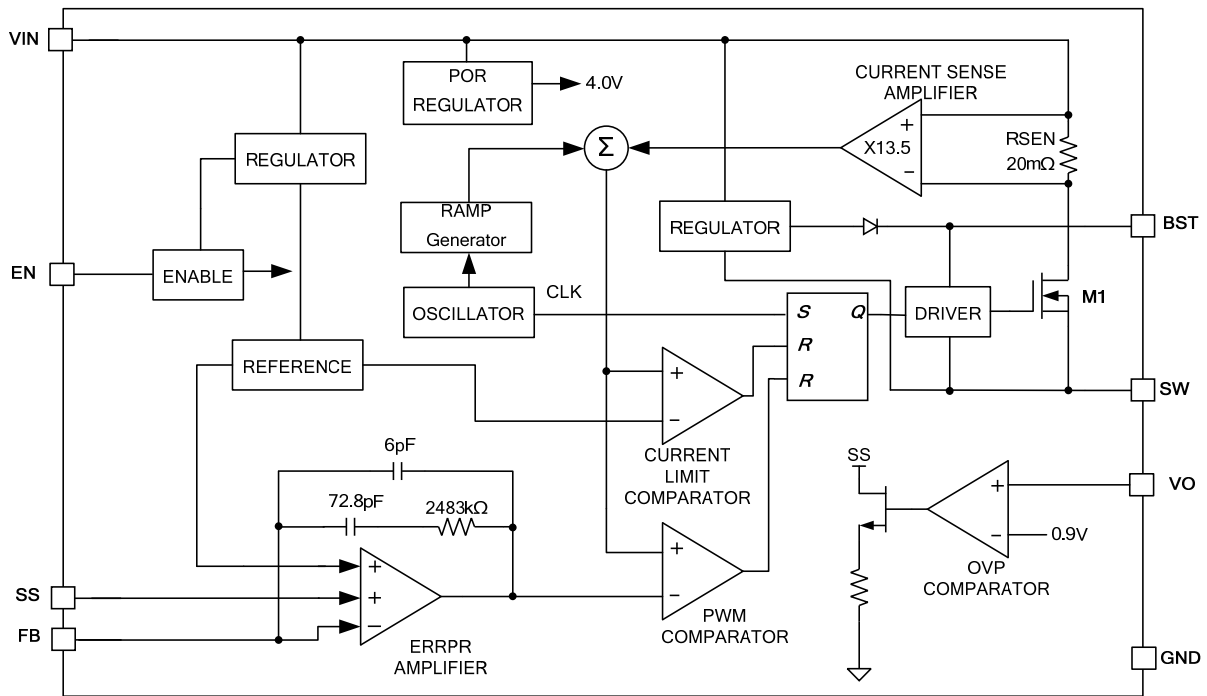 VIN
POR
REGULATOR
4.0V
CURRENT SENSE
AMPLIFIER
+
X13.5
−
RSEN
20mΩ
Σ
REGULATOR
RAMP
Generator
REGULATOR
BST
EN
ENABLE
OSCILLATOR
CLK
S
Q
R
R
DRIVER
M1
REFERENCE
SW
+
−
CURRENT
LIMIT
COMPARATOR
6pF
72.8pF
2483kΩ
SS
+
−
0.9V
VO
OVP
COMPARATOR
+
−
PWM
COMPARATOR
SS
FB
+
+
−
ERRPR
AMPLIFIER
GND